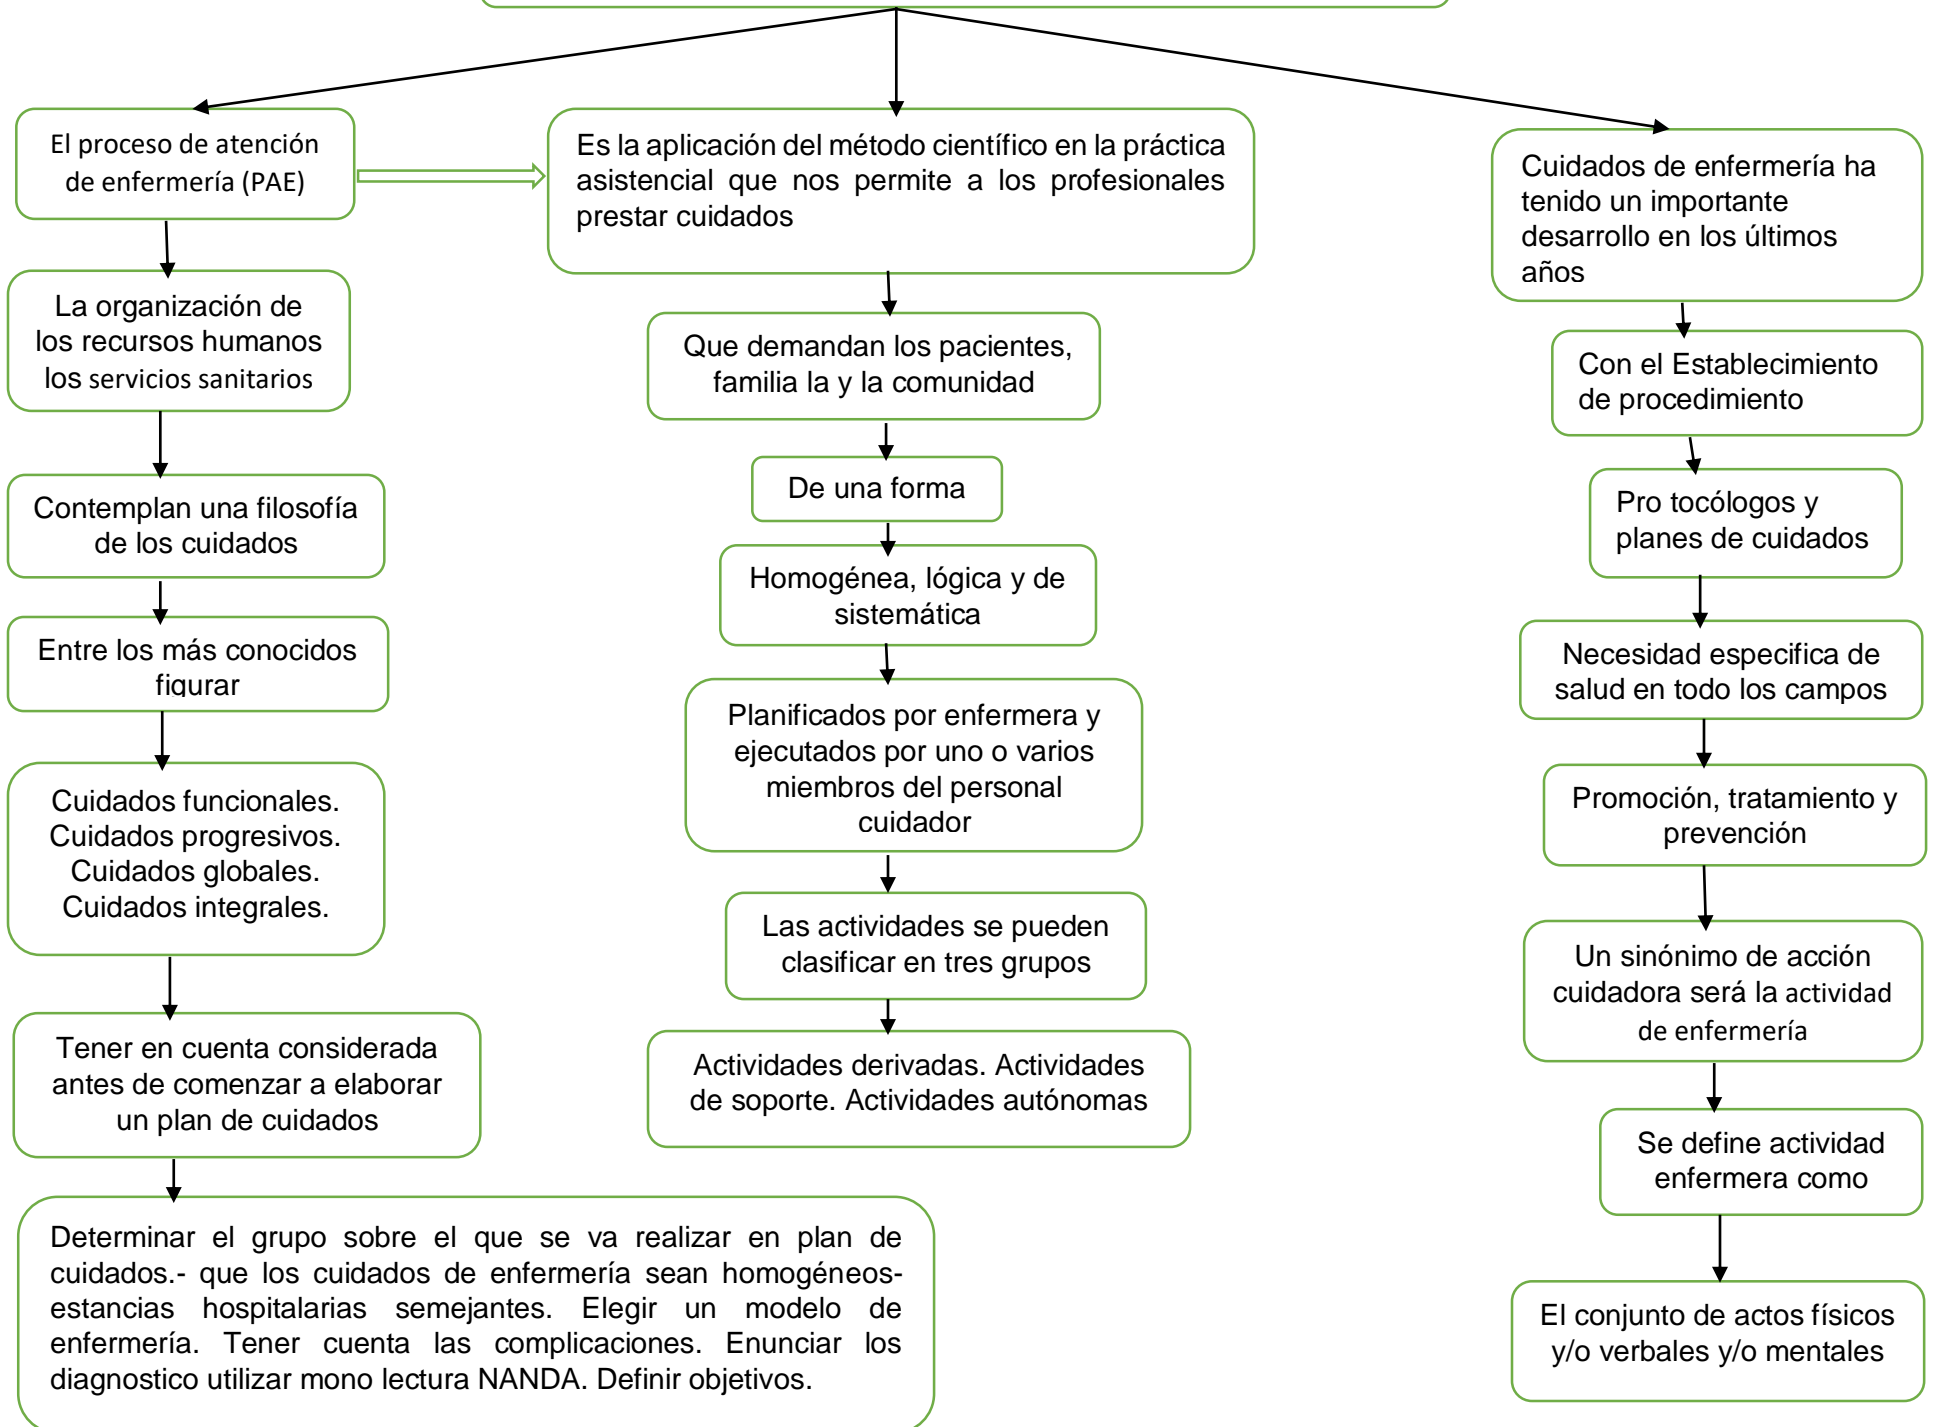 El proceso de atención
de enfermería (PAE)
La organización de
los recursos humanos
los servicios sanitarios
Contemplan una filosofía
de los cuidados
Entre los más conocidos
figurar
Cuidados funcionales.
Cuidados progresivos.
Cuidados globales.
Cuidados integrales.
Tener en cuenta considerada
antes de comenzar a elaborar
un plan de cuidados
Determinar el grupo sobre el que se va realizar en plan de
cuidados.- que los cuidados de enfermería sean homogéneos-
estancias hospitalarias semejantes. Elegir un modelo de
enfermería. Tener cuenta las complicaciones. Enunciar los
diagnostico utilizar mono lectura NANDA. Definir objetivos.
Es la aplicación del método científico en la práctica
asistencial que nos permite a los profesionales
prestar cuidados
Que demandan los pacientes,
familia la y la comunidad
De una forma
Homogénea, lógica y de
sistemática
Planificados por enfermera y
ejecutados por uno o varios
miembros del personal
cuidador
Las actividades se pueden
clasificar en tres grupos
Actividades derivadas. Actividades
de soporte. Actividades autónomas
Cuidados de enfermería ha
tenido un importante
desarrollo en los últimos
años
Con el Establecimiento
de procedimiento
Pro tocólogos y
planes de cuidados
Necesidad especifica de
salud en todo los campos
Promoción, tratamiento y
prevención
Un sinónimo de acción
cuidadora será la actividad
de enfermería
Se define actividad
enfermera como
El conjunto de actos físicos
y/o verbales y/o mentales